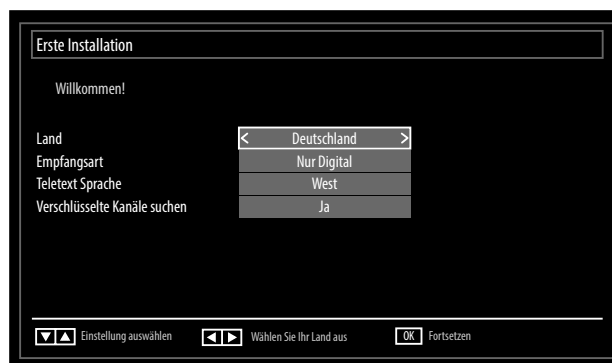 Erste Installation
Willkommen!
Land < Deutschland >
Empfangsart Nur Digital
Teletext Sprache West
Verschlüsselte Kanäle suchen Ja
Einstellung auswählen Wählen Sie Ihr Land aus OK Fortsetzen